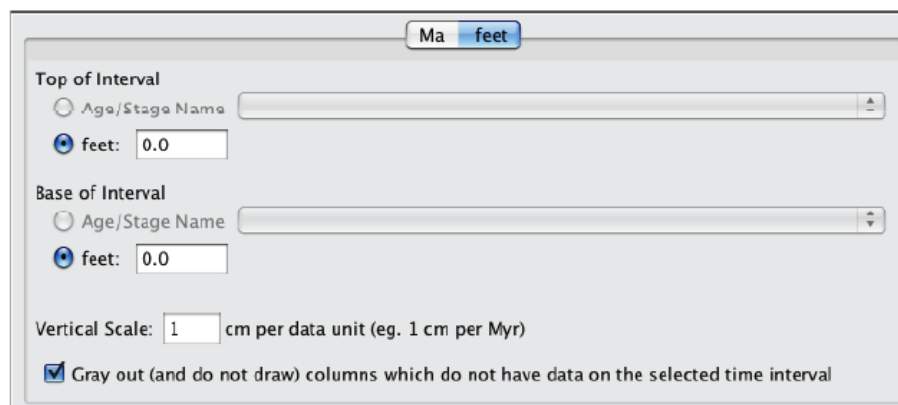 Ma feet
Top of Interval
Age/Stage Name
feet: 0.0
Base of Interval
Age/Stage Name
feet: 0.0
Vertical Scale: 1 cm per data unit (eg. 1 cm per Myr)
Gray out (and do not draw) columns which do not have data on the selected time interval